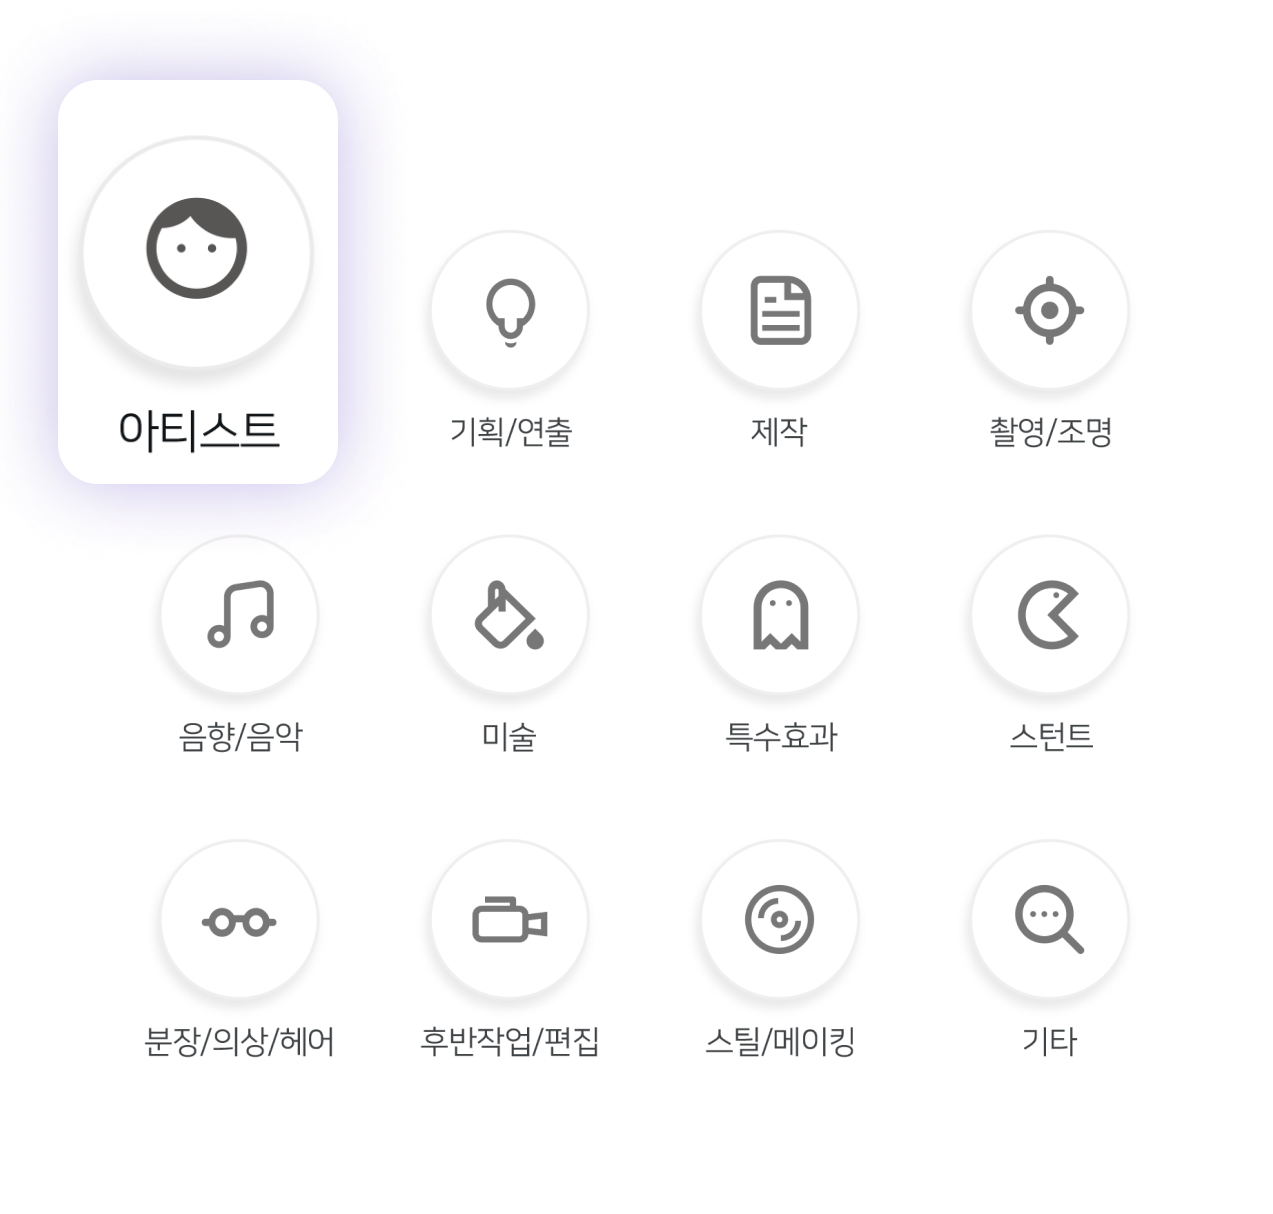 아티스트
기획/연출
제작
촬영/조명
음향/음악
미술
특수효과
스턴트
분장/의상/헤어
후반작업/편집
스틸/메이킹
기타